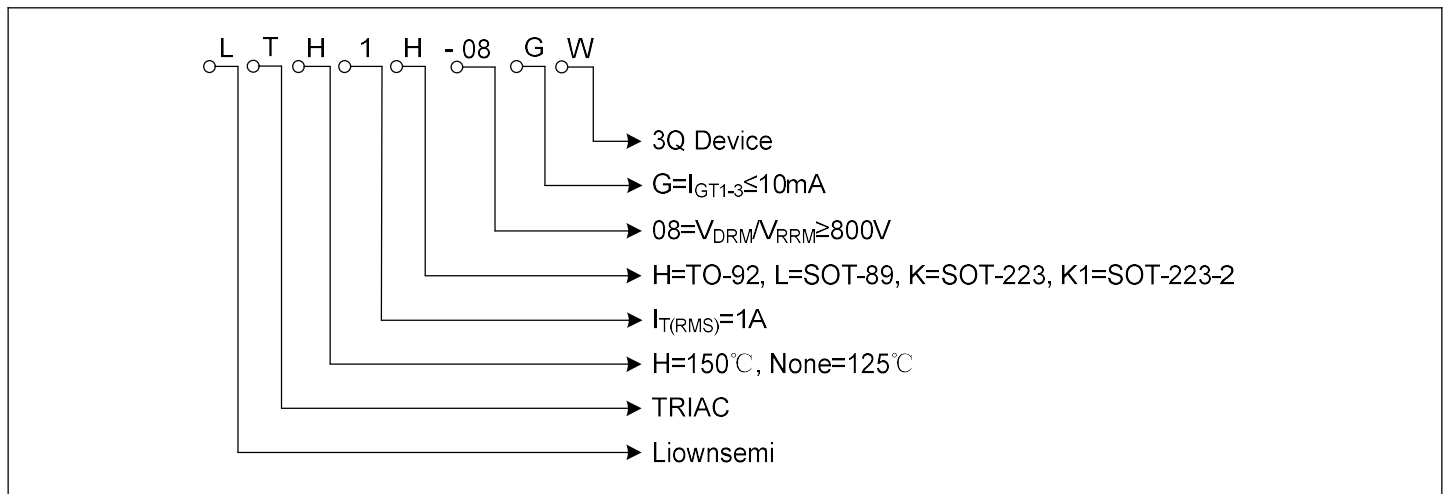 L T H 1 H - 08 G W
3Q Device
G=IGT1-3≤10mA
08=VDRM/VRRM≥800V
H=TO-92, L=SOT-89, K=SOT-223, K1=SOT-223-2
IT(RMS)=1A
H=150℃, None=125℃
TRIAC
Liownsemi